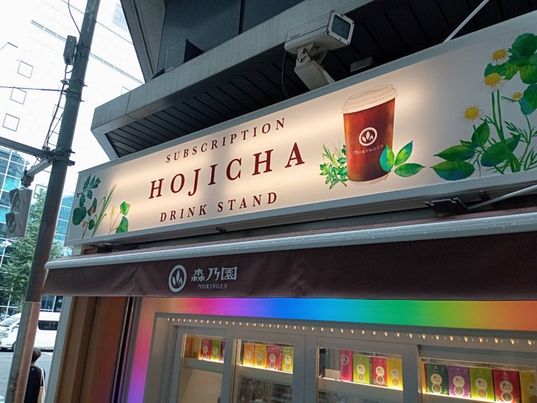 SUBSCRIPTION
HOJICHA
DRINK STAND
MORINOEN
森乃園
MORINOEN